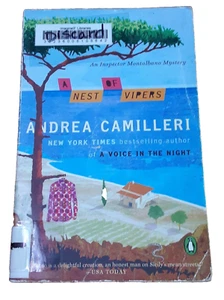 discard
An Inspector Montalbano Mystery
A OF
NEST VIPERS
ANDREA CAMILLERI
NEW YORK TIMES bestselling author
of A VOICE IN THE NIGHT
is a delightful creation, an honest man on Sicily's mean streets."
—USA TODAY